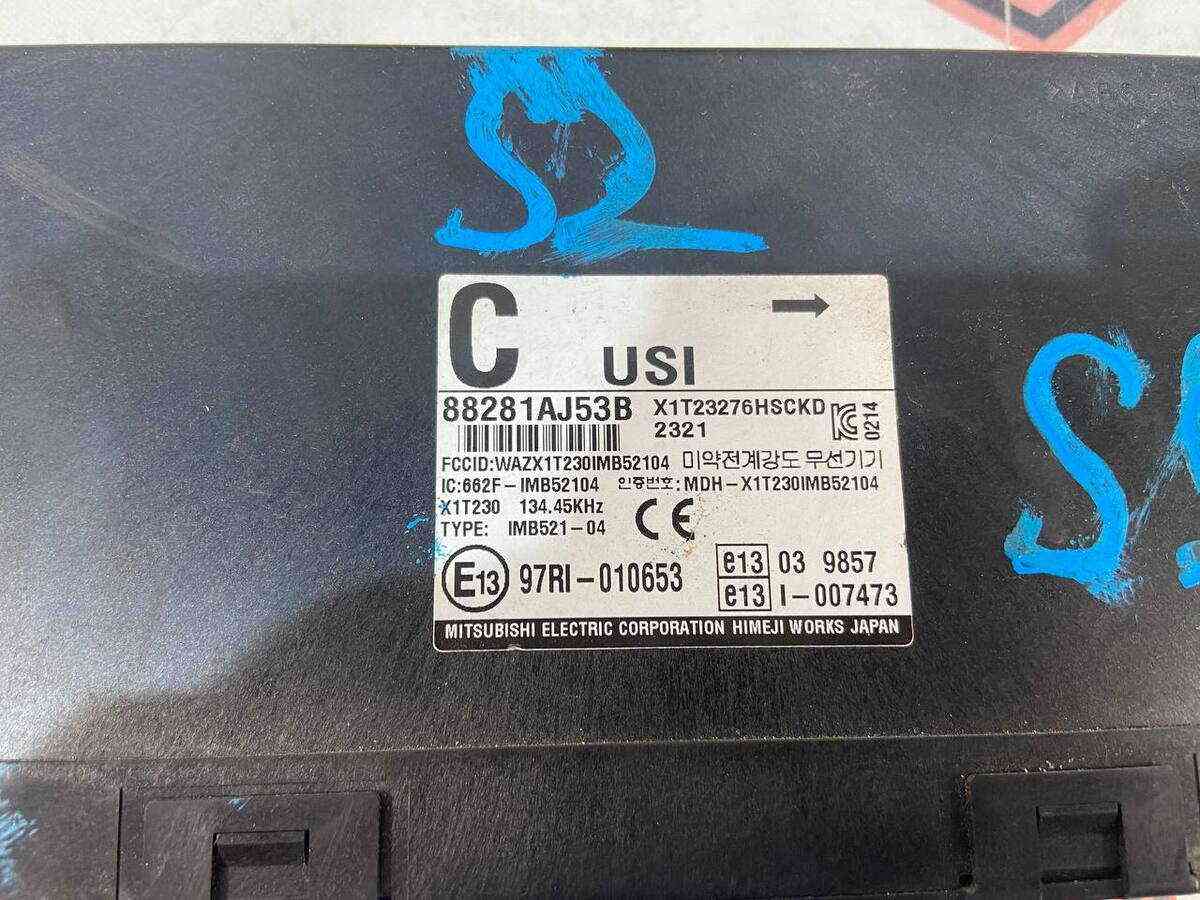 S2
C
USI
88281AJ53B X1T23276HSCKD
2321
0214
FCCID:WAZX1T230IMB52104 미약전계강도 무선기기
IC:662F-IMB52104 인증번호:MDH-X1T230IMB52104
X1T230 134.45KHz
TYPE: IMB521-04 CE
E13 97RI-010653 e13 03 9857
e13 I-007473
MITSUBISHI ELECTRIC CORPORATION HIMEJI WORKS JAPAN